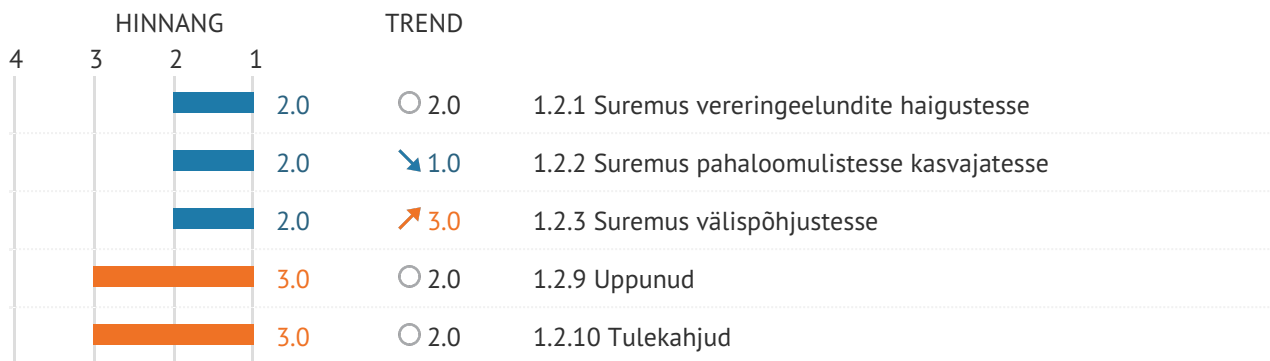 HINNANG TREND
4 3 2 1
2.0 2.0 1.2.1 Suremus vereringeelundite haigustesse
2.0 1.0 1.2.2 Suremus pahaloomulistesse kasvajatesse
2.0 3.0 1.2.3 Suremus välispõhjustesse
3.0 2.0 1.2.9 Uppunud
3.0 2.0 1.2.10 Tulekahjud